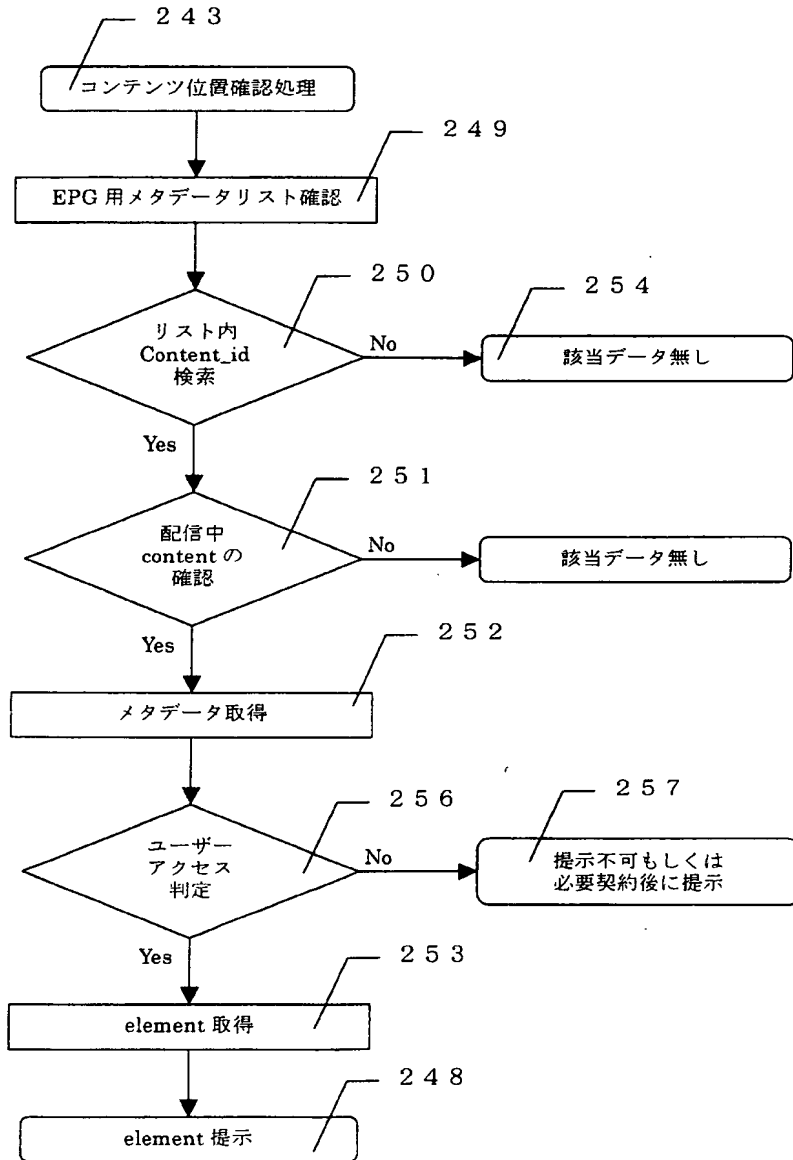 ２４３
コンテンツ位置確認処理
２４９
EPG 用メタデータリスト確認
２５０
リスト内
Content_id
検索
No
２５４
該当データ無し
Yes
２５１
配信中
content の
確認
No
該当データ無し
Yes
２５２
メタデータ取得
２５６
ユーザー
アクセス
判定
No
２５７
提示不可もしくは
必要契約後に提示
Yes
２５３
element 取得
２４８
element 提示